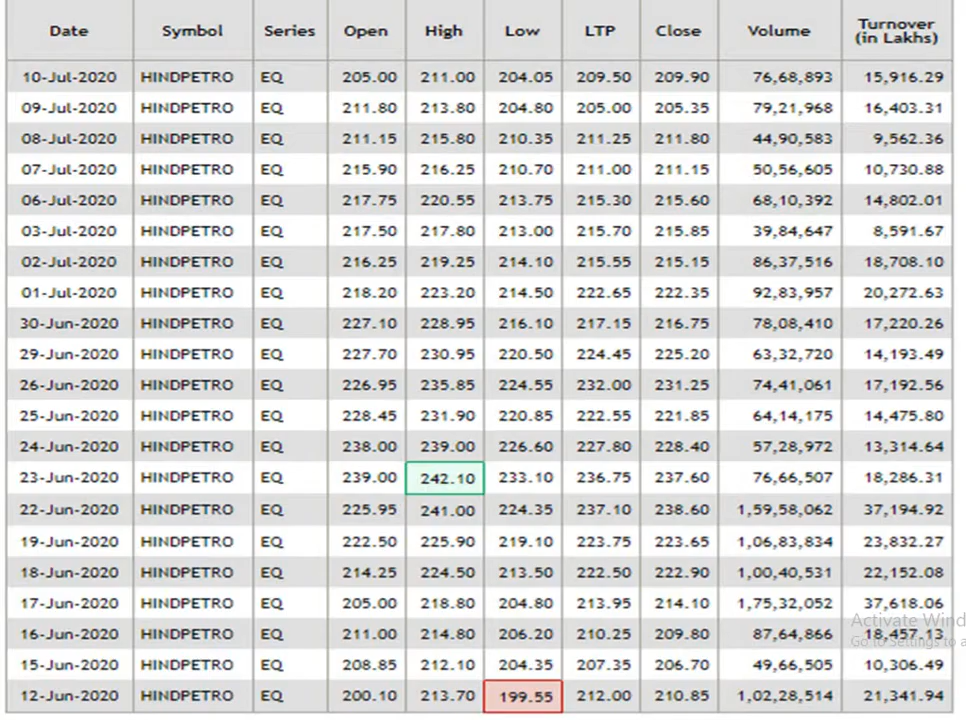 Date Symbol Series Open High Low LTP Close Volume Turnover (in Lakhs)
10-Jul-2020 HINDPETRO EQ 205.00 211.00 204.05 209.50 209.90 76,68,893 15,916.29
09-Jul-2020 HINDPETRO EQ 211.80 213.80 204.80 205.00 205.35 79,21,968 16,403.31
08-Jul-2020 HINDPETRO EQ 211.15 215.80 210.35 211.25 211.80 44,90,583 9,562.36
07-Jul-2020 HINDPETRO EQ 215.90 216.25 210.70 211.00 211.15 50,56,605 10,730.88
06-Jul-2020 HINDPETRO EQ 217.75 220.55 213.75 215.30 215.60 68,10,392 14,802.01
03-Jul-2020 HINDPETRO EQ 217.50 217.80 213.00 215.70 215.85 39,84,647 8,591.67
02-Jul-2020 HINDPETRO EQ 216.25 219.25 214.10 215.55 215.15 86,37,516 18,708.10
01-Jul-2020 HINDPETRO EQ 218.20 223.20 214.50 222.65 222.35 92,83,957 20,272.63
30-Jun-2020 HINDPETRO EQ 227.10 228.95 216.10 217.15 216.75 78,08,410 17,220.26
29-Jun-2020 HINDPETRO EQ 227.70 230.95 220.50 224.45 225.20 63,32,720 14,193.49
26-Jun-2020 HINDPETRO EQ 226.95 235.85 224.55 232.00 231.25 74,41,061 17,192.56
25-Jun-2020 HINDPETRO EQ 228.45 231.90 220.85 222.55 221.85 64,14,175 14,475.80
24-Jun-2020 HINDPETRO EQ 238.00 239.00 226.60 227.80 228.40 57,28,972 13,314.64
23-Jun-2020 HINDPETRO EQ 239.00 242.10 233.10 236.75 237.60 76,66,507 18,286.31
22-Jun-2020 HINDPETRO EQ 225.95 241.00 224.35 237.10 238.60 1,59,58,062 37,194.92
19-Jun-2020 HINDPETRO EQ 222.50 225.90 219.10 223.75 223.65 1,06,83,834 23,832.27
18-Jun-2020 HINDPETRO EQ 214.25 224.50 213.50 222.50 222.90 1,00,40,531 22,152.08
17-Jun-2020 HINDPETRO EQ 205.00 218.80 204.80 213.95 214.10 1,75,32,052 37,618.06
Activate Wind
16-Jun-2020 HINDPETRO EQ 211.00 214.80 206.20 210.25 209.80 87,64,866 18,457.13
Go to Settings to a
15-Jun-2020 HINDPETRO EQ 208.85 212.10 204.35 207.35 206.70 49,66,505 10,306.49
12-Jun-2020 HINDPETRO EQ 200.10 213.70 199.55 212.00 210.85 1,02,28,514 21,341.94